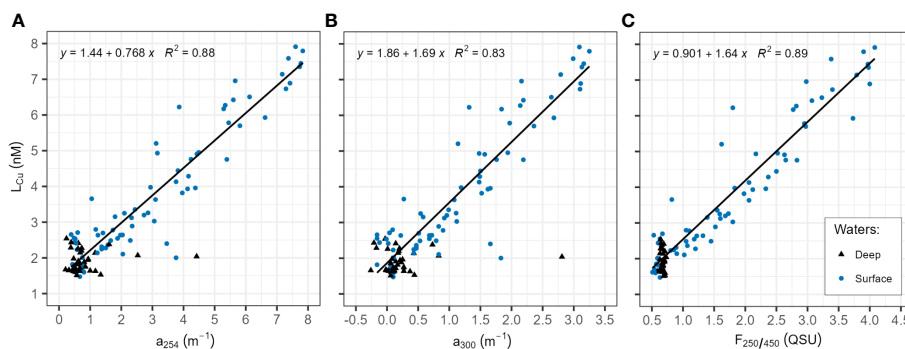 A B C
y = 1.44 + 0.768 x R² = 0.88
y = 1.86 + 1.69 x R² = 0.83
y = 0.901 + 1.64 x R² = 0.89
L_Cu (nM)
8
7
6
5
4
3
2
1
0 1 2 3 4 5 6 7 8
-0.5 0.0 0.5 1.0 1.5 2.0 2.5 3.0 3.5
0.5 1.0 1.5 2.0 2.5 3.0 3.5 4.0 4.5
a₂₅₄ (m⁻¹)
a₃₀₀ (m⁻¹)
F₂₅₀/₄₅₀ (QSU)
Waters:
Deep
Surface